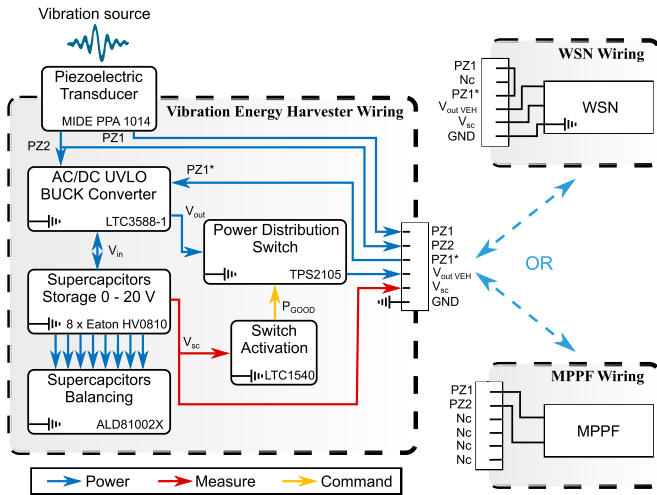 Vibration source
Piezoelectric
Transducer
MIDE PPA 1014
Vibration Energy Harvester Wiring
PZ2
PZ1
AC/DC UVLO
BUCK Converter
LTC3588-1
PZ1*
Vout
Vin
Power Distribution
Switch
TPS2105
Supercapcitors
Storage 0 - 20 V
8 x Eaton HV0810
Vsc
PGOOD
Switch
Activation
LTC1540
Supercapcitors
Balancing
ALD81002X
PZ1
PZ2
PZ1*
Vout VEH
Vsc
GND
WSN Wiring
PZ1
Nc
PZ1*
Vout VEH
Vsc
GND
WSN
OR
MPPF Wiring
PZ1
PZ2
Nc
Nc
Nc
Nc
MPPF
Power
Measure
Command